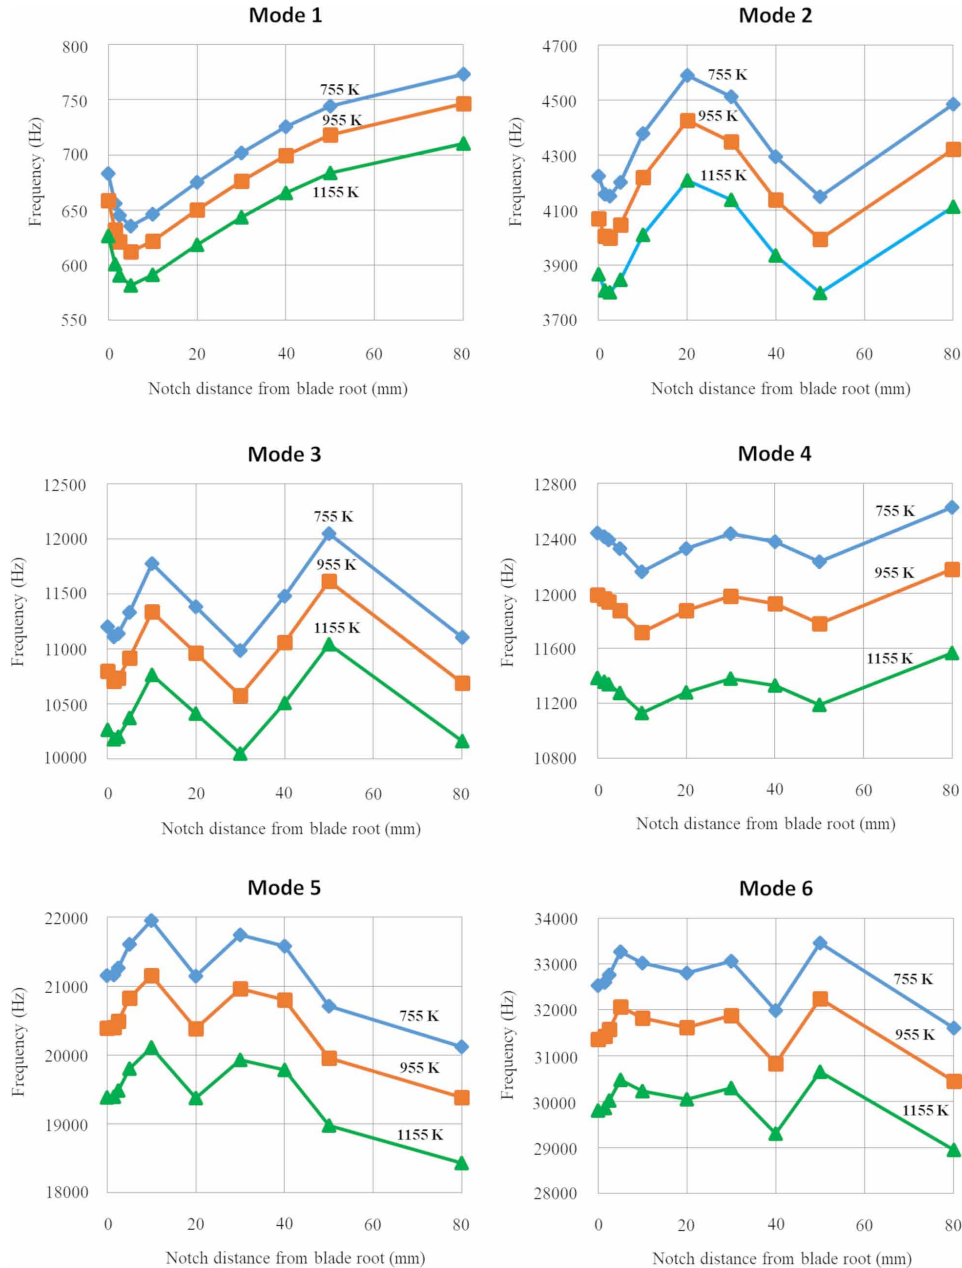 Mode 1
800
750
700
650
600
550
Frequency (Hz)
755 K
955 K
1155 K
0 20 40 60 80
Notch distance from blade root (mm)
Mode 2
4700
4500
4300
4100
3900
3700
Frequency (Hz)
755 K
955 K
1155 K
0 20 40 60 80
Notch distance from blade root (mm)
Mode 3
12500
12000
11500
11000
10500
10000
Frequency (Hz)
755 K
955 K
1155 K
0 20 40 60 80
Notch distance from blade root (mm)
Mode 4
12800
12400
12000
11600
11200
10800
Frequency (Hz)
755 K
955 K
1155 K
0 20 40 60 80
Notch distance from blade root (mm)
Mode 5
22000
21000
20000
19000
18000
Frequency (Hz)
755 K
955 K
1155 K
0 20 40 60 80
Notch distance from blade root (mm)
Mode 6
34000
33000
32000
31000
30000
29000
28000
Frequency (Hz)
755 K
955 K
1155 K
0 20 40 60 80
Notch distance from blade root (mm)